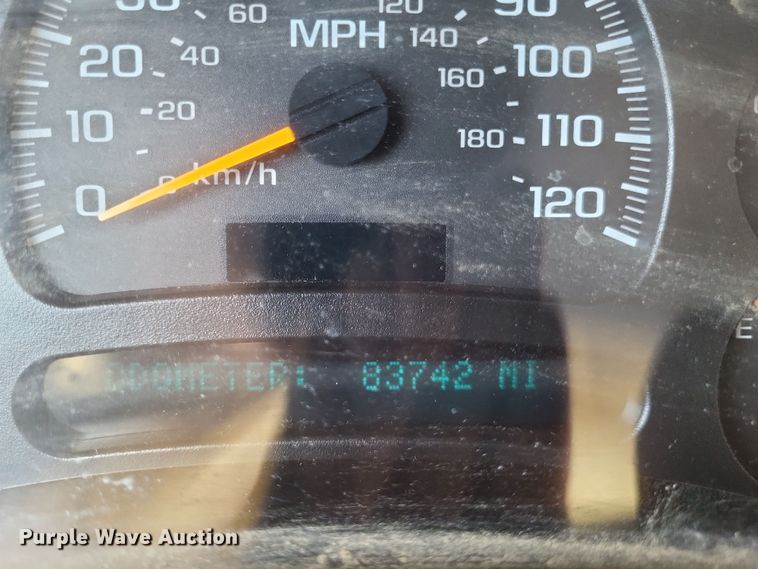 60 120 90
MPH
20 40 140 100
160
10 20 180 110
0 km/h 120
E
ODOMETER: 83742 MI
Purple Wave Auction